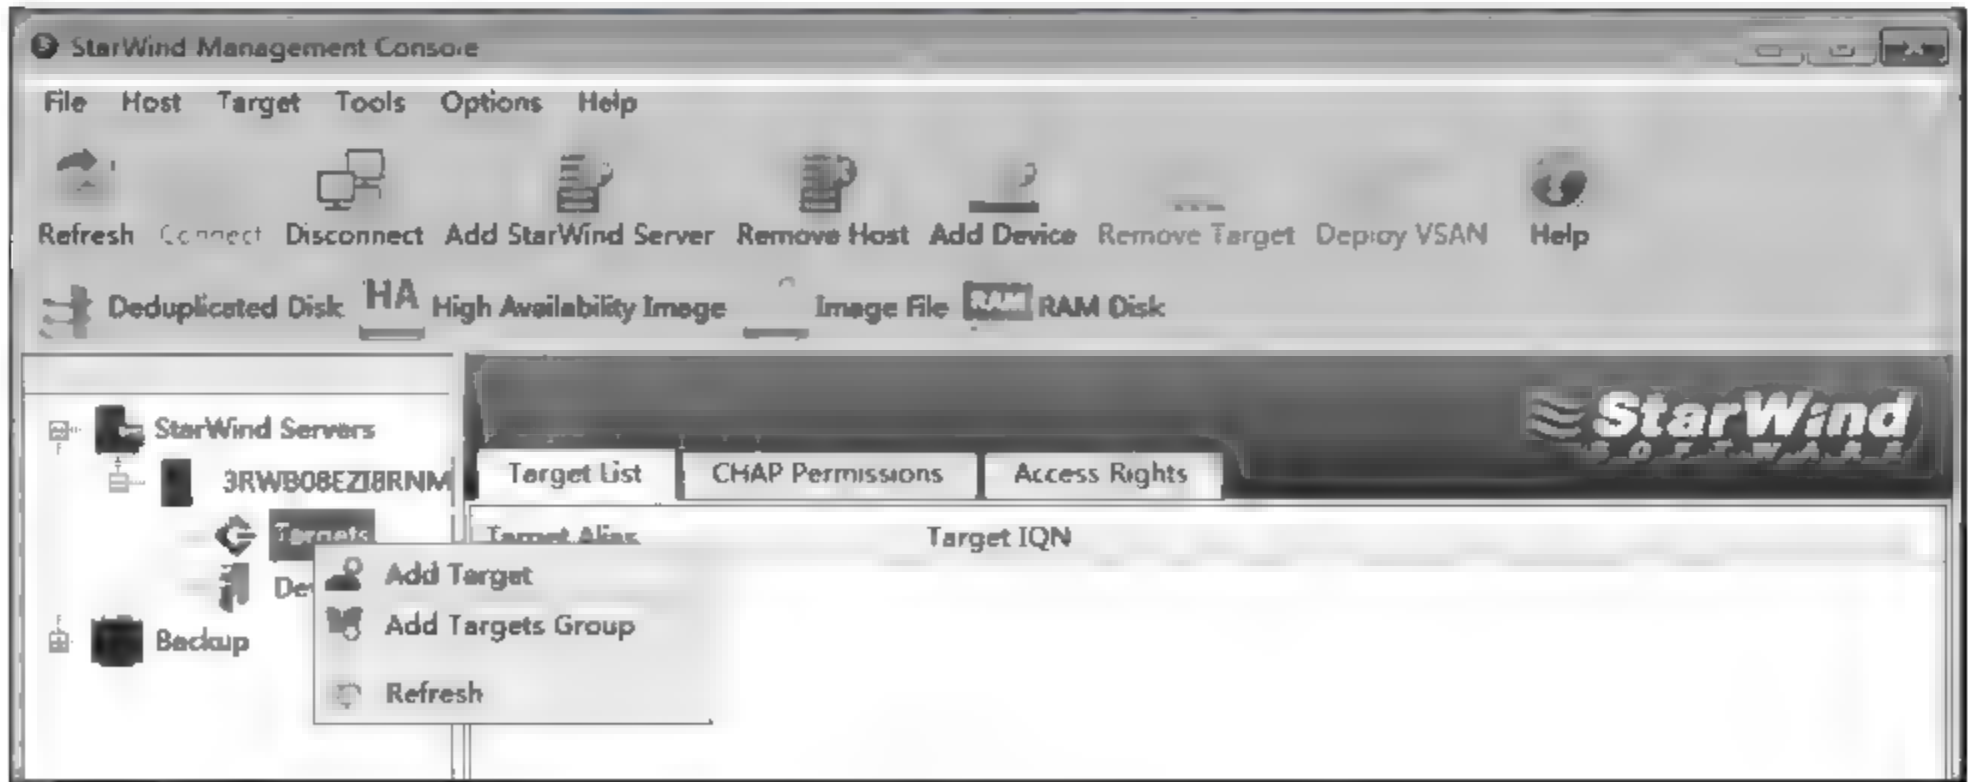 StarWind Management Console
File Host Target Tools Options Help
Refresh Connect Disconnect Add StarWind Server Remove Host Add Device Remove Target Deploy VSAN Help
Deduplicated Disk HA High Availability Image Image File RAM RAM Disk
StarWind
SOFTWARE
StarWind Servers
3RWB08EZI8RNM
Target List CHAP Permissions Access Rights
Targets
Target Alias Target IQN
Add Target
Dev
Add Targets Group
Backup
Refresh